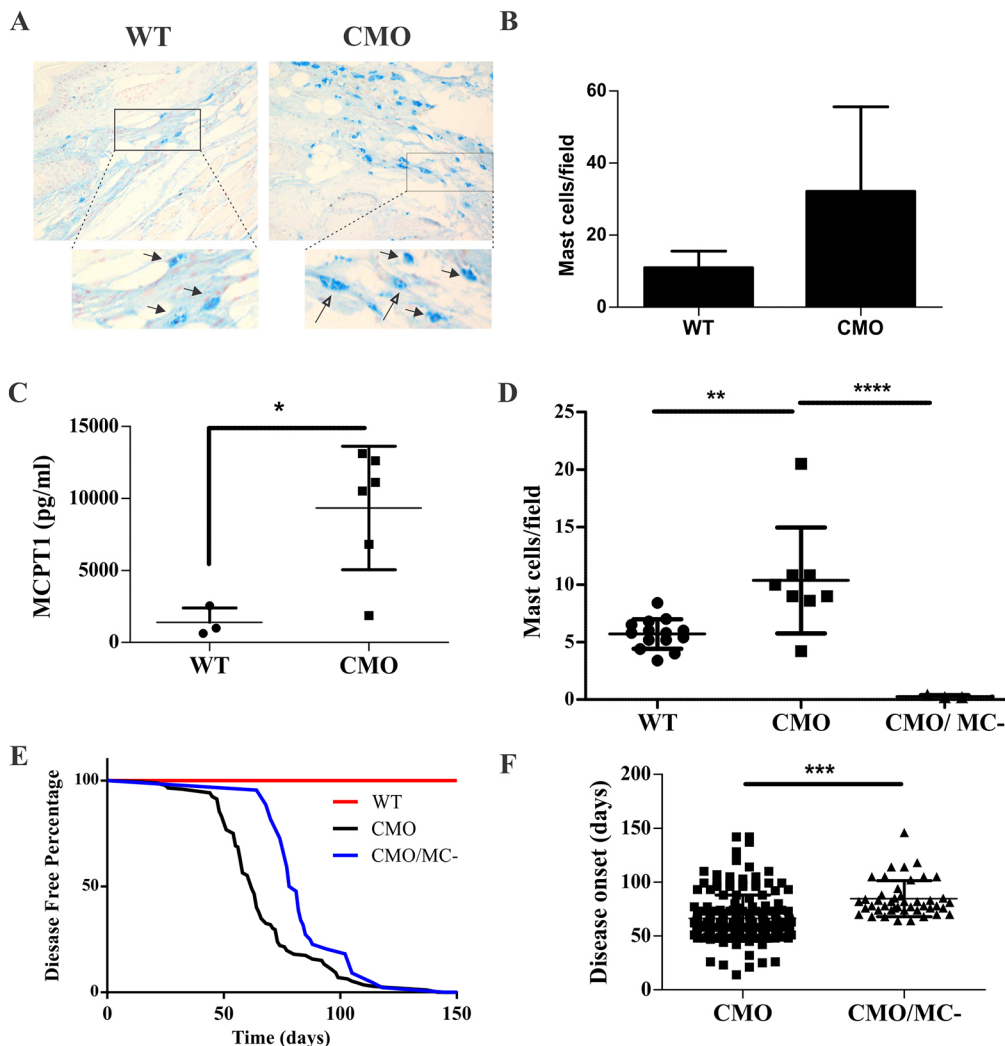 A
WT
CMO
B
Mast cells/field
60
40
20
0
WT
CMO
C
*
MCPT1 (pg/ml)
15000
10000
5000
0
WT
CMO
D
**
****
Mast cells/field
25
20
15
10
5
0
WT
CMO
CMO/ MC-
E
Diesase Free Percentage
100
50
0
WT
CMO
CMO/MC-
0
50
100
150
Time (days)
F
***
Disease onset (days)
200
150
100
50
0
CMO
CMO/MC-